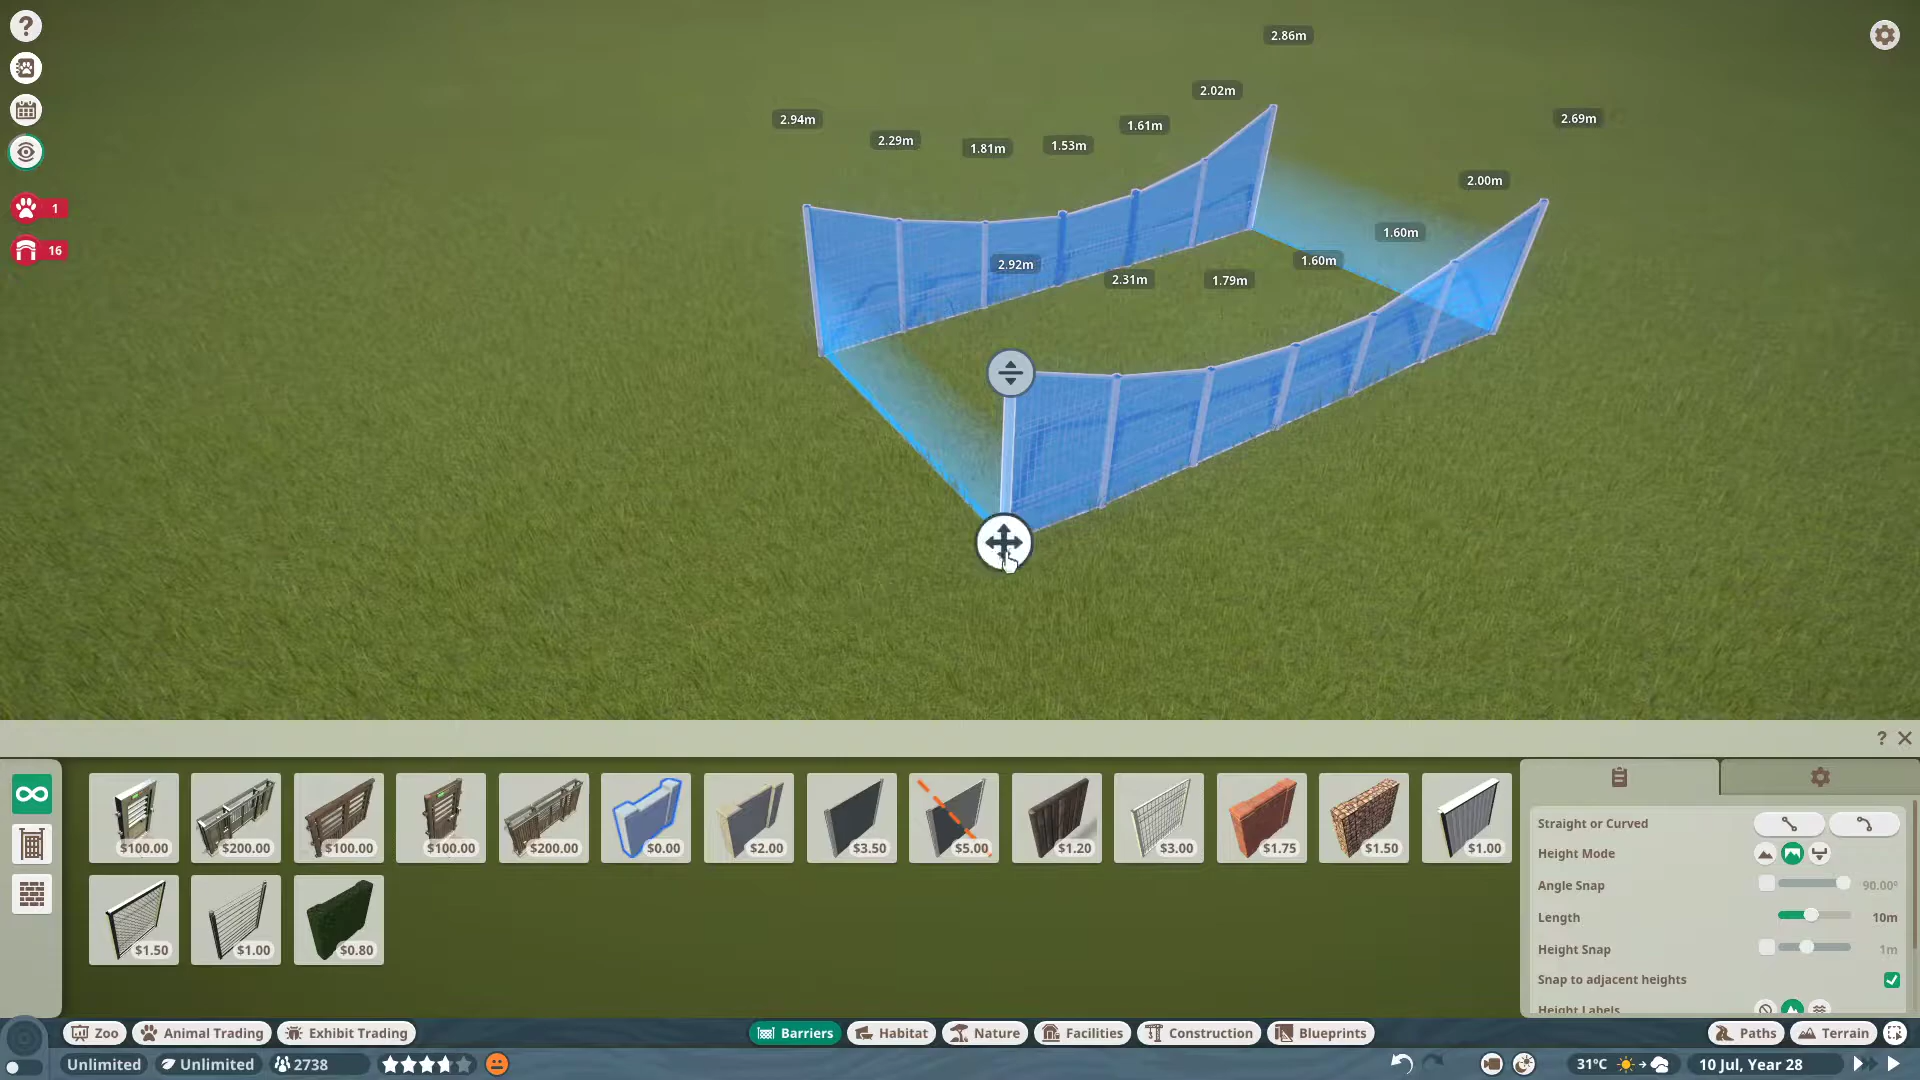 2.86m
2.02m
2.94m
2.69m
1.61m
2.29m
1.81m
1.53m
2.00m
1
1.60m
16
2.92m
1.60m
2.31m
1.79m
?
?
$100.00
$200.00
$100.00
$100.00
$200.00
$0.00
$2.00
$3.50
$5.00
$1.20
$3.00
$1.75
$1.50
$1.00
$1.50
$1.00
$0.80
Straight or Curved
Height Mode
Angle Snap 90.00°
Length 10m
Height Snap 1m
Snap to adjacent heights
Height Labels
Zoo Animal Trading Exhibit Trading Barriers Habitat Nature Facilities Construction Blueprints Paths Terrain
Unlimited Unlimited 2738 31°C 10 Jul, Year 28